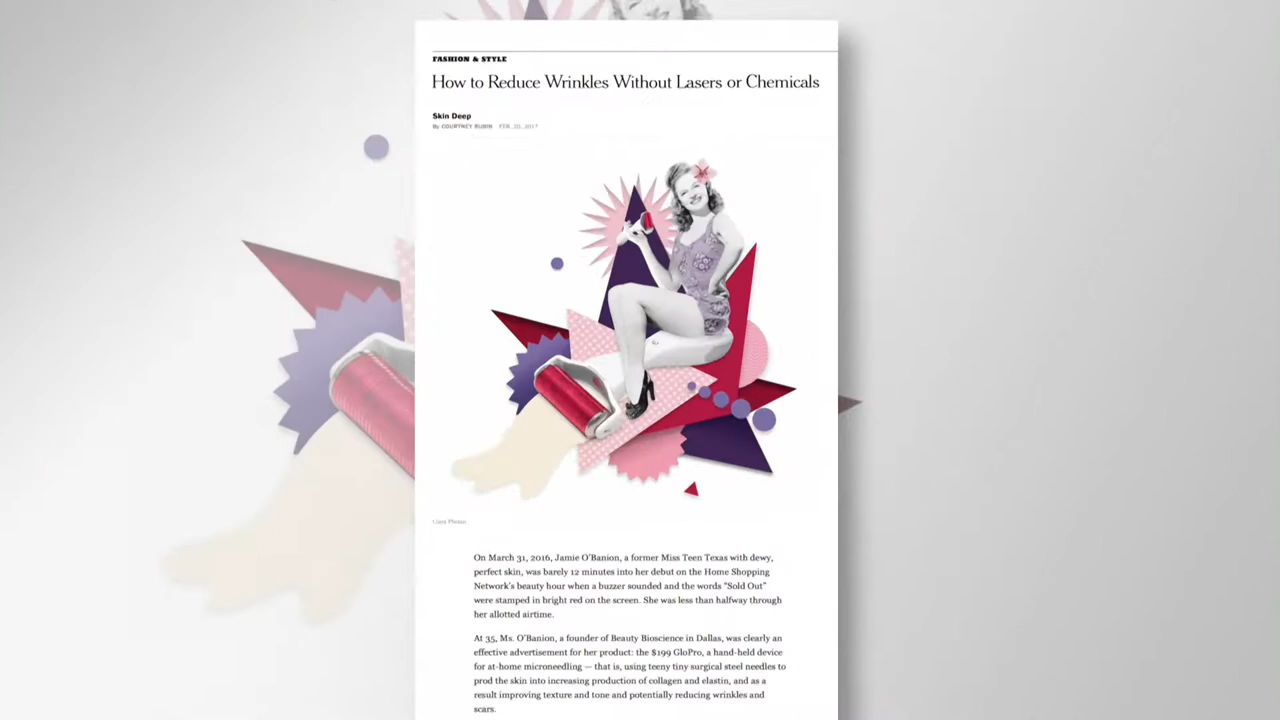 FASHION & STYLE
How to Reduce Wrinkles Without Lasers or Chemicals
Skin Deep
By COURTNEY RUBIN FEB. 20, 2017
On March 31, 2016, Jamie O'Banion, a former Miss Teen Texas with dewy,
perfect skin, was barely 12 minutes into her debut on the Home Shopping
Network's beauty hour when a buzzer sounded and the words “Sold Out”
were stamped in bright red on the screen. She was less than halfway through
her allotted airtime.
At 35, Ms. O'Banion, a founder of Beauty Bioscience in Dallas, was clearly an
effective advertisement for her product: the $199 GloPro, a hand-held device
for at-home microneedling — that is, using teeny tiny surgical steel needles to
prod the skin into increasing production of collagen and elastin, and as a
result improving texture and tone and potentially reducing wrinkles and
scars.